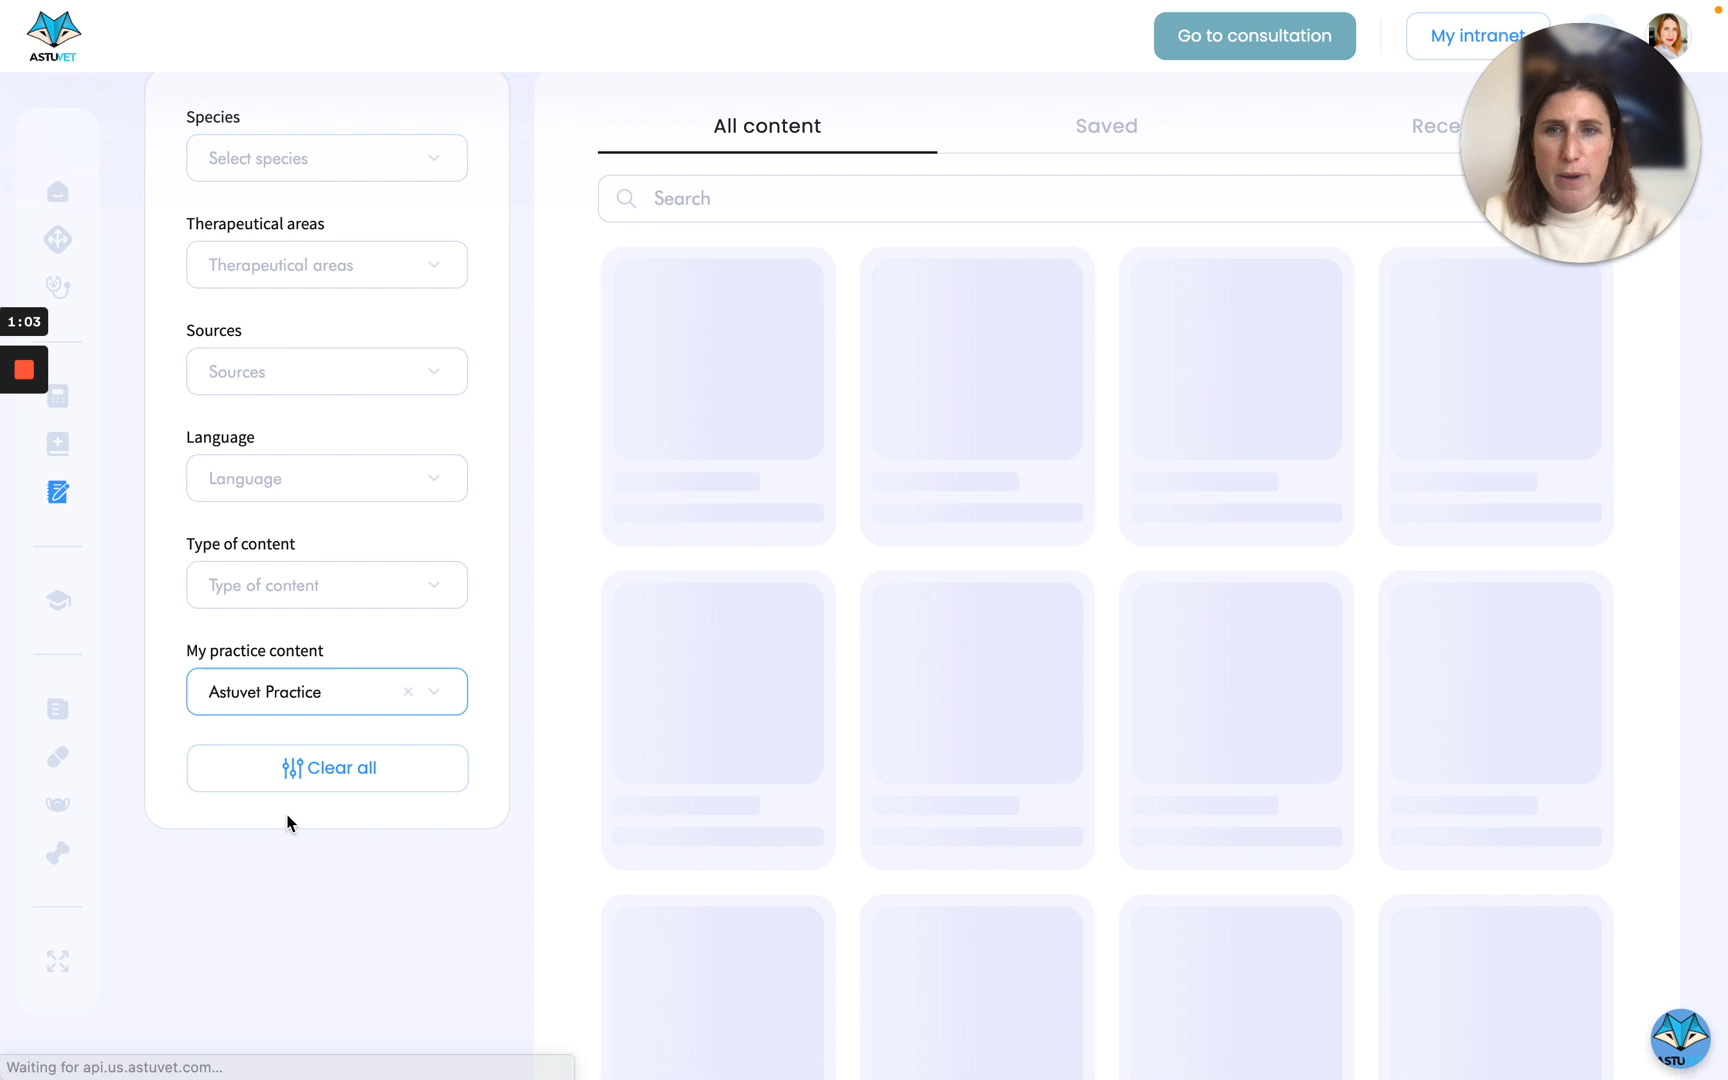 ASTUVET
Go to consultation
My intranet
Species
Select species
All content
Saved
Rece
Search
Therapeutical areas
Therapeutical areas
1:03
Sources
Sources
Language
Language
Type of content
Type of content
My practice content
Astuvet Practice
Clear all
Waiting for api.us.astuvet.com...
ASTU